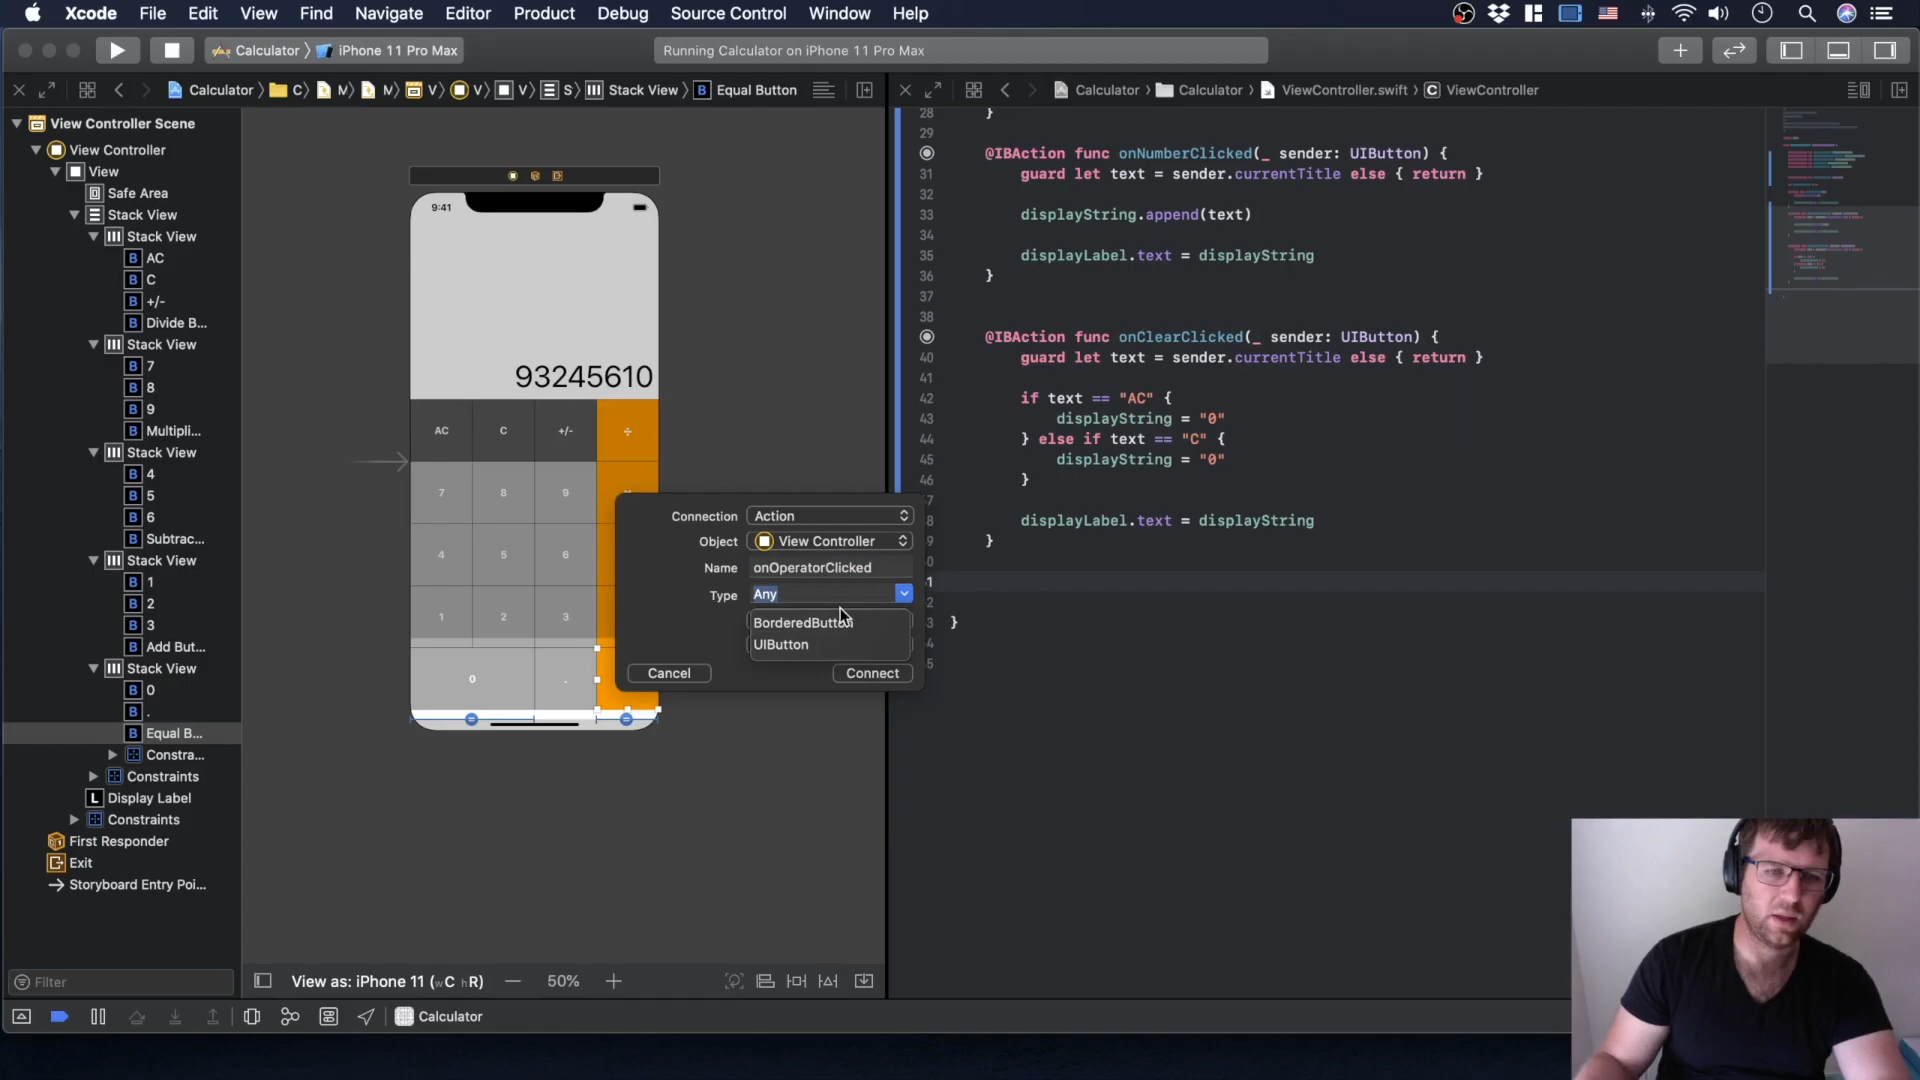 Xcode File Edit View Find Navigate Editor Product Debug Source Control Window Help
Calculator iPhone 11 Pro Max
Running Calculator on iPhone 11 Pro Max
Calculator C M M V V V S Stack View B Equal Button
Calculator Calculator ViewController.swift C ViewController
View Controller Scene
View Controller
View
Safe Area
Stack View
Stack View
B AC
B C
B +/-
B Divide B...
Stack View
B 7
B 8
B 9
B Multipli...
Stack View
B 4
B 5
B 6
B Subtrac...
Stack View
B 1
B 2
B 3
B Add But...
Stack View
B 0
B .
B Equal B...
Constra...
Constraints
L Display Label
Constraints
First Responder
Exit
Storyboard Entry Poi...
Filter
9:41
93245610
AC C +/- ÷
7 8 9
4 5 6
1 2 3
0 .
Connection Action
Object View Controller
Name onOperatorClicked
Type Any
BorderedButton
UIButton
Cancel Connect
28 }
29
@IBAction func onNumberClicked(_ sender: UIButton) {
31 guard let text = sender.currentTitle else { return }
32
33 displayString.append(text)
34
35 displayLabel.text = displayString
36 }
37
38
@IBAction func onClearClicked(_ sender: UIButton) {
40 guard let text = sender.currentTitle else { return }
41
42 if text == "AC" {
43 displayString = "0"
44 } else if text == "C" {
45 displayString = "0"
46 }
7
8 displayLabel.text = displayString
9 }
0
1
2
3 }
4
5
View as: iPhone 11 (wC hR) — 50% +
Calculator